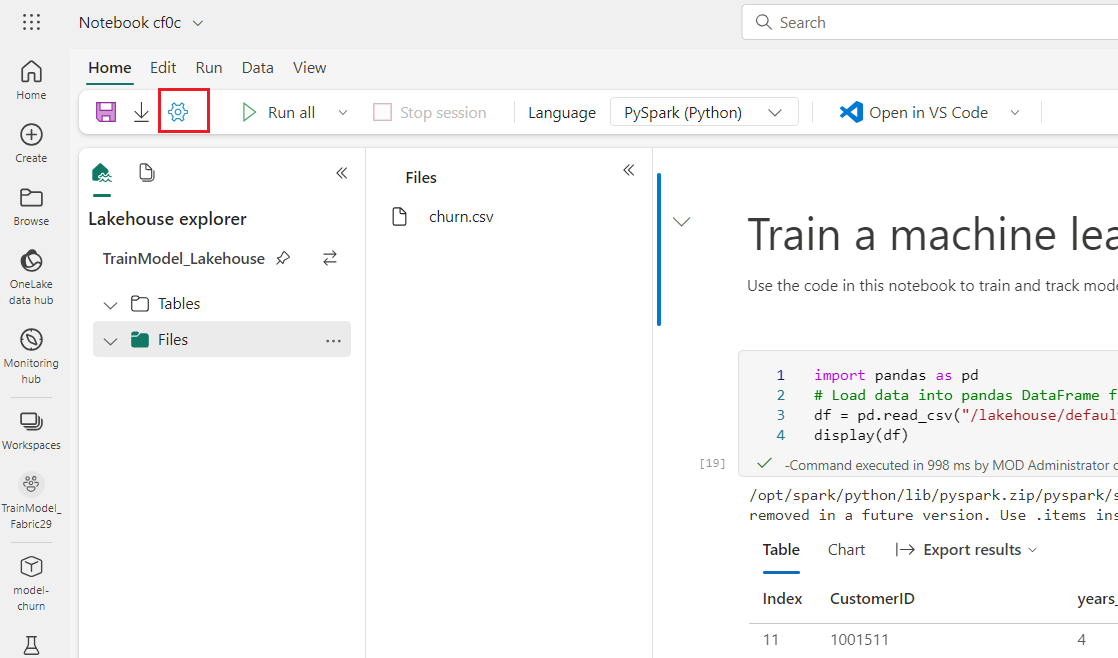 Notebook cf0c
Search
Home
Create
Browse
OneLake
data hub
Monitoring
hub
Workspaces
TrainModel_
Fabric29
model-
churn
Home Edit Run Data View
Run all Stop session Language PySpark (Python) Open in VS Code
Lakehouse explorer
TrainModel_Lakehouse
Tables
Files
Files
churn.csv
Train a machine lea
Use the code in this notebook to train and track mode
1 import pandas as pd
2 # Load data into pandas DataFrame f
3 df = pd.read_csv("/lakehouse/defaul
4 display(df)
[19] -Command executed in 998 ms by MOD Administrator o
/opt/spark/python/lib/pyspark.zip/pyspark/s
removed in a future version. Use .items ins
Table Chart Export results
Index CustomerID years_
11 1001511 4